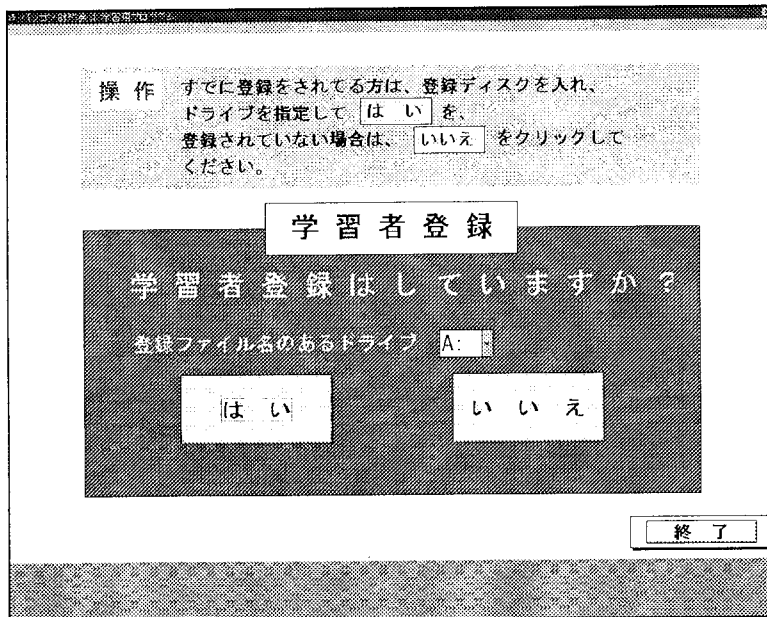 操作
すでに登録をされてる方は、登録ディスクを入れ、
ドライブを指定して はい を、
登録されていない場合は、 いいえ をクリックして
ください。
学習者登録
学習者登録はしていますか?
登録ファイル名のあるドライブ A:
はい いいえ
終了